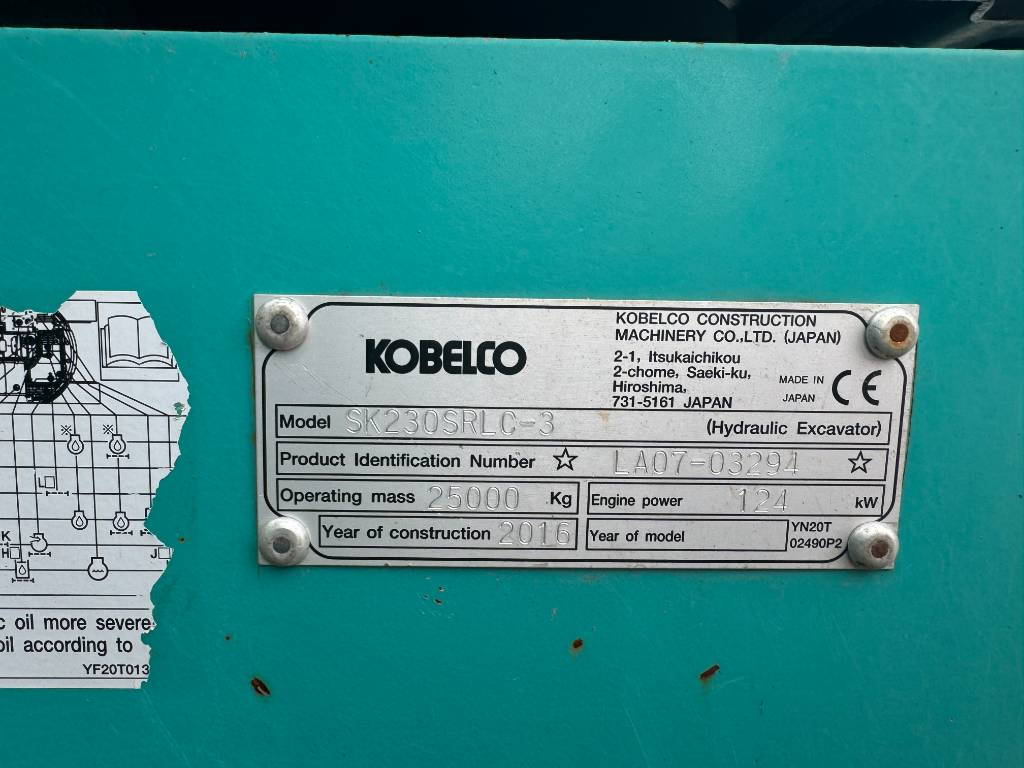 KOBELCO
KOBELCO CONSTRUCTION
MACHINERY CO.,LTD. (JAPAN)
2-1, Itsukaichikou
2-chome, Saeki-ku,
Hiroshima,
731-5161 JAPAN
MADE IN
JAPAN
CE
Model SK230SRLC-3 (Hydraulic Excavator)
Product Identification Number ☆ LA07-03294 ☆
Operating mass 25000 Kg
Engine power 124 kW
Year of construction 2016
Year of model
YN20T
02490P2
※ ※
L
K
H
J
c oil more severe
oil according to
YF20T013